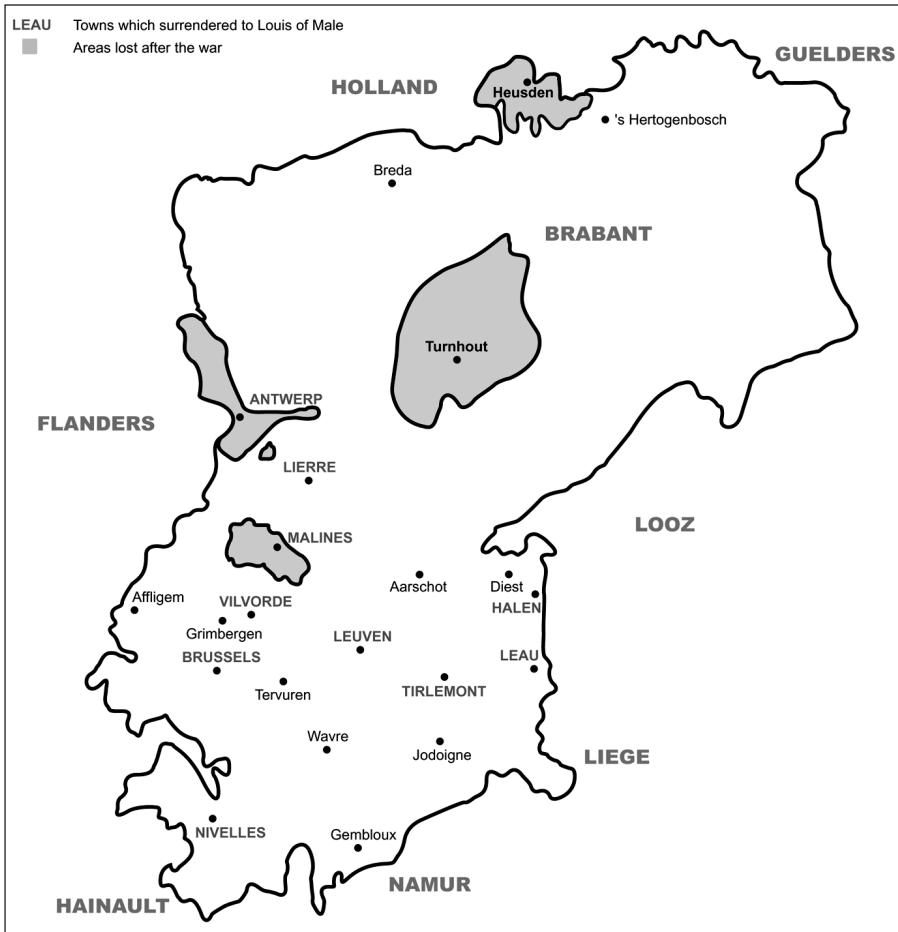 LEAU Towns which surrendered to Louis of Male
Areas lost after the war
GUELDERS
HOLLAND
Heusden
's Hertogenbosch
Breda
BRABANT
Turnhout
ANTWERP
FLANDERS
LIERRE
LOOZ
MALINES
Aarschot
Diest
Affligem
VILVORDE
HALEN
Grimbergen
LEUVEN
BRUSSELS
LEAU
Tervuren
TIRLEMONT
Wavre
Jodoigne
LIEGE
NIVELLES
Gembloux
NAMUR
HAINAULT